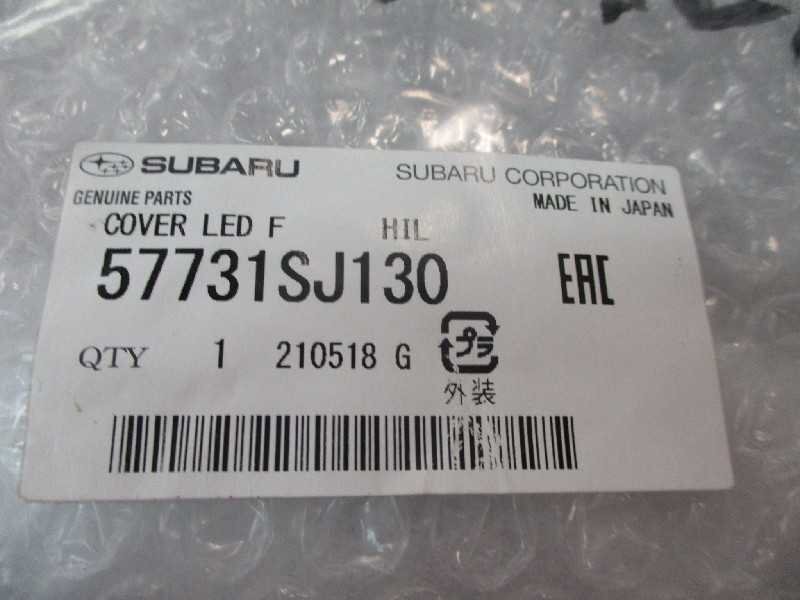 SUBARU SUBARU CORPORATION
GENUINE PARTS MADE IN JAPAN
COVER LED F HIL
57731SJ130 EAC
QTY 1 210518 G プラ
外装